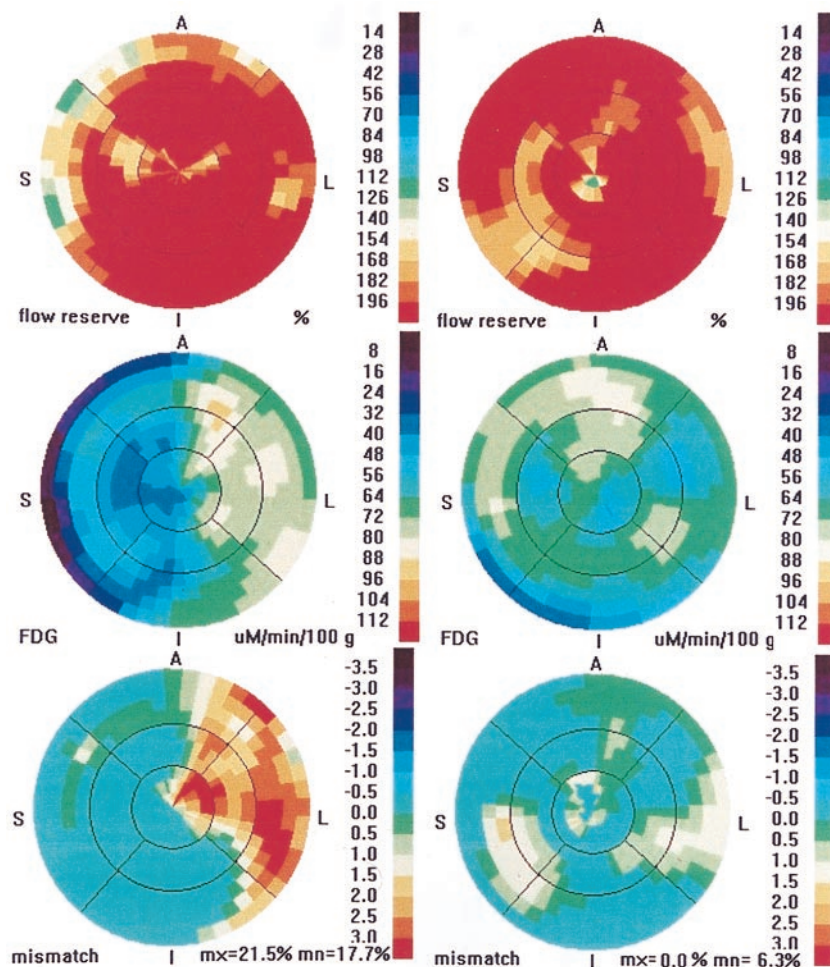 A
S
L
I
flow reserve
%
14
28
42
56
70
84
98
112
126
140
154
168
182
196
A
S
L
I
flow reserve
%
14
28
42
56
70
84
98
112
126
140
154
168
182
196
A
S
L
I
FDG
uM/min/100 g
8
16
24
32
40
48
56
64
72
80
88
96
104
112
A
S
L
I
FDG
uM/min/100 g
8
16
24
32
40
48
56
64
72
80
88
96
104
112
A
S
L
I
mismatch
mx=21.5% mn=17.7%
-3.5
-3.0
-2.5
-2.0
-1.5
-1.0
-0.5
0.0
0.5
1.0
1.5
2.0
2.5
3.0
A
S
L
I
mismatch
mx=0.0 % mn= 6.3%
-3.5
-3.0
-2.5
-2.0
-1.5
-1.0
-0.5
0.0
0.5
1.0
1.5
2.0
2.5
3.0